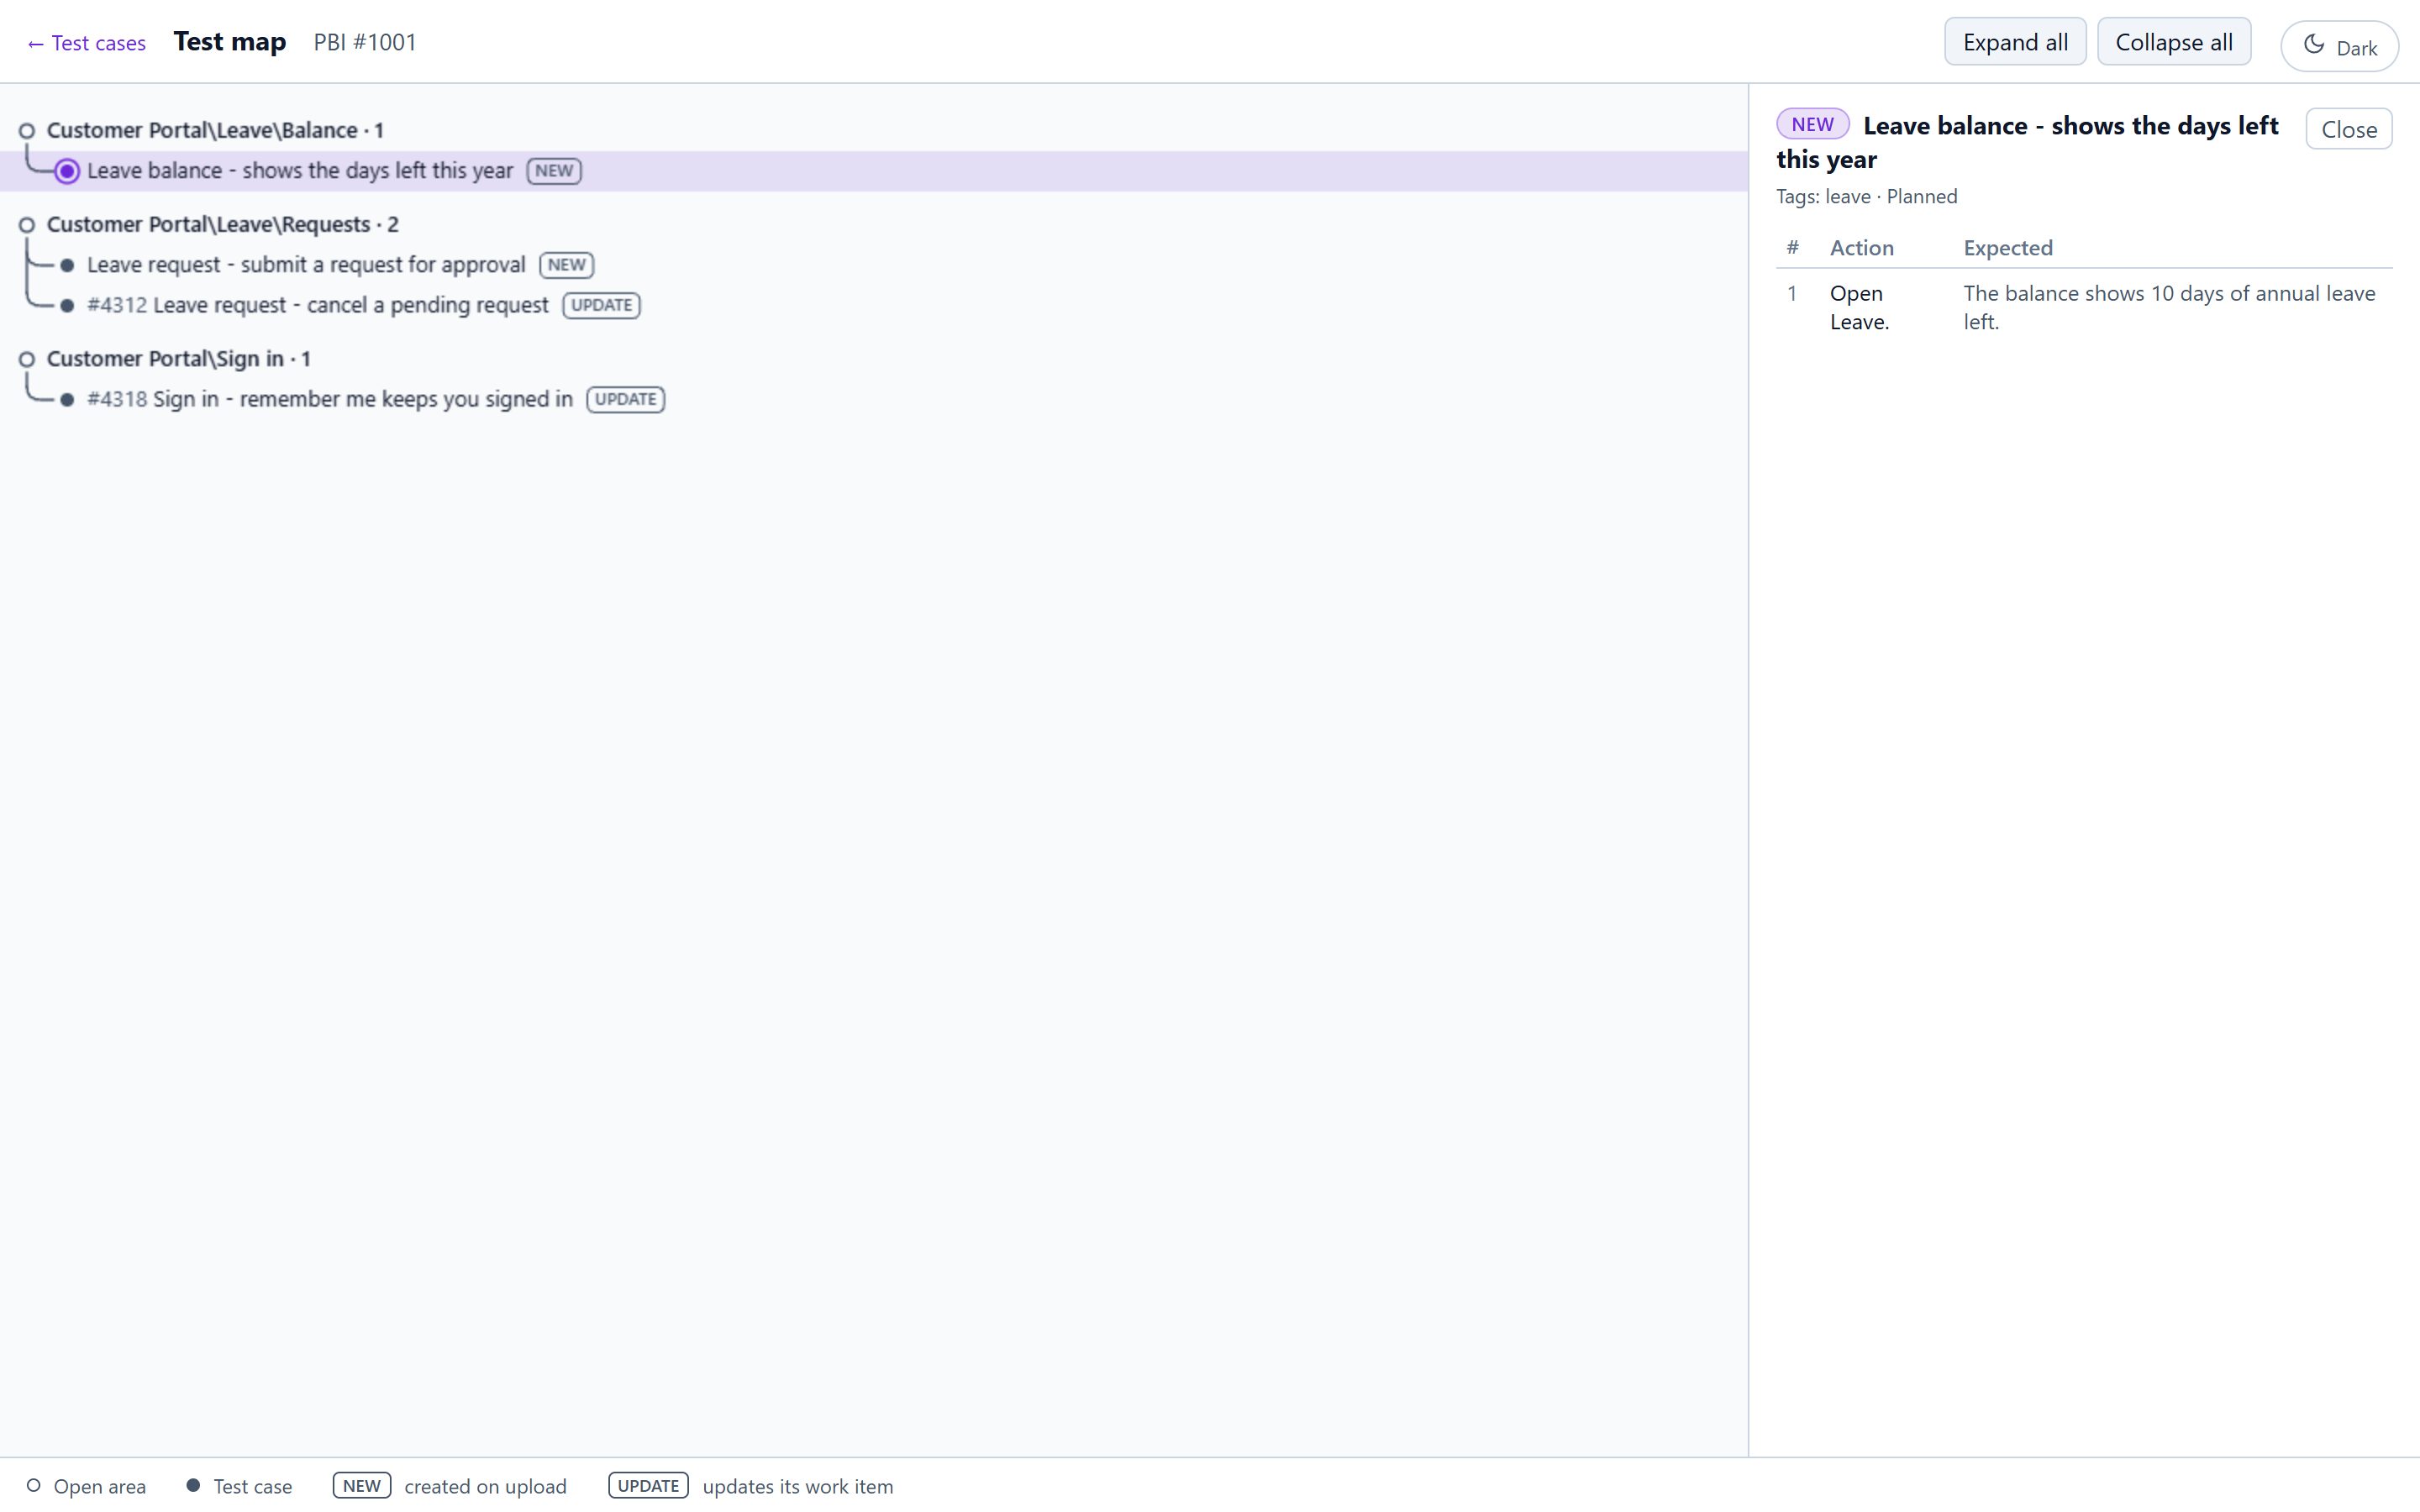 ← Test cases Test map PBI #1001 Expand all Collapse all Dark
Customer Portal\Leave\Balance · 1
Leave balance - shows the days left this year NEW
Customer Portal\Leave\Requests · 2
Leave request - submit a request for approval NEW
#4312 Leave request - cancel a pending request UPDATE
Customer Portal\Sign in · 1
#4318 Sign in - remember me keeps you signed in UPDATE
NEW Leave balance - shows the days left
this year
Close
Tags: leave · Planned
# Action Expected
1 Open The balance shows 10 days of annual leave
Leave. left.
Open area Test case NEW created on upload UPDATE updates its work item